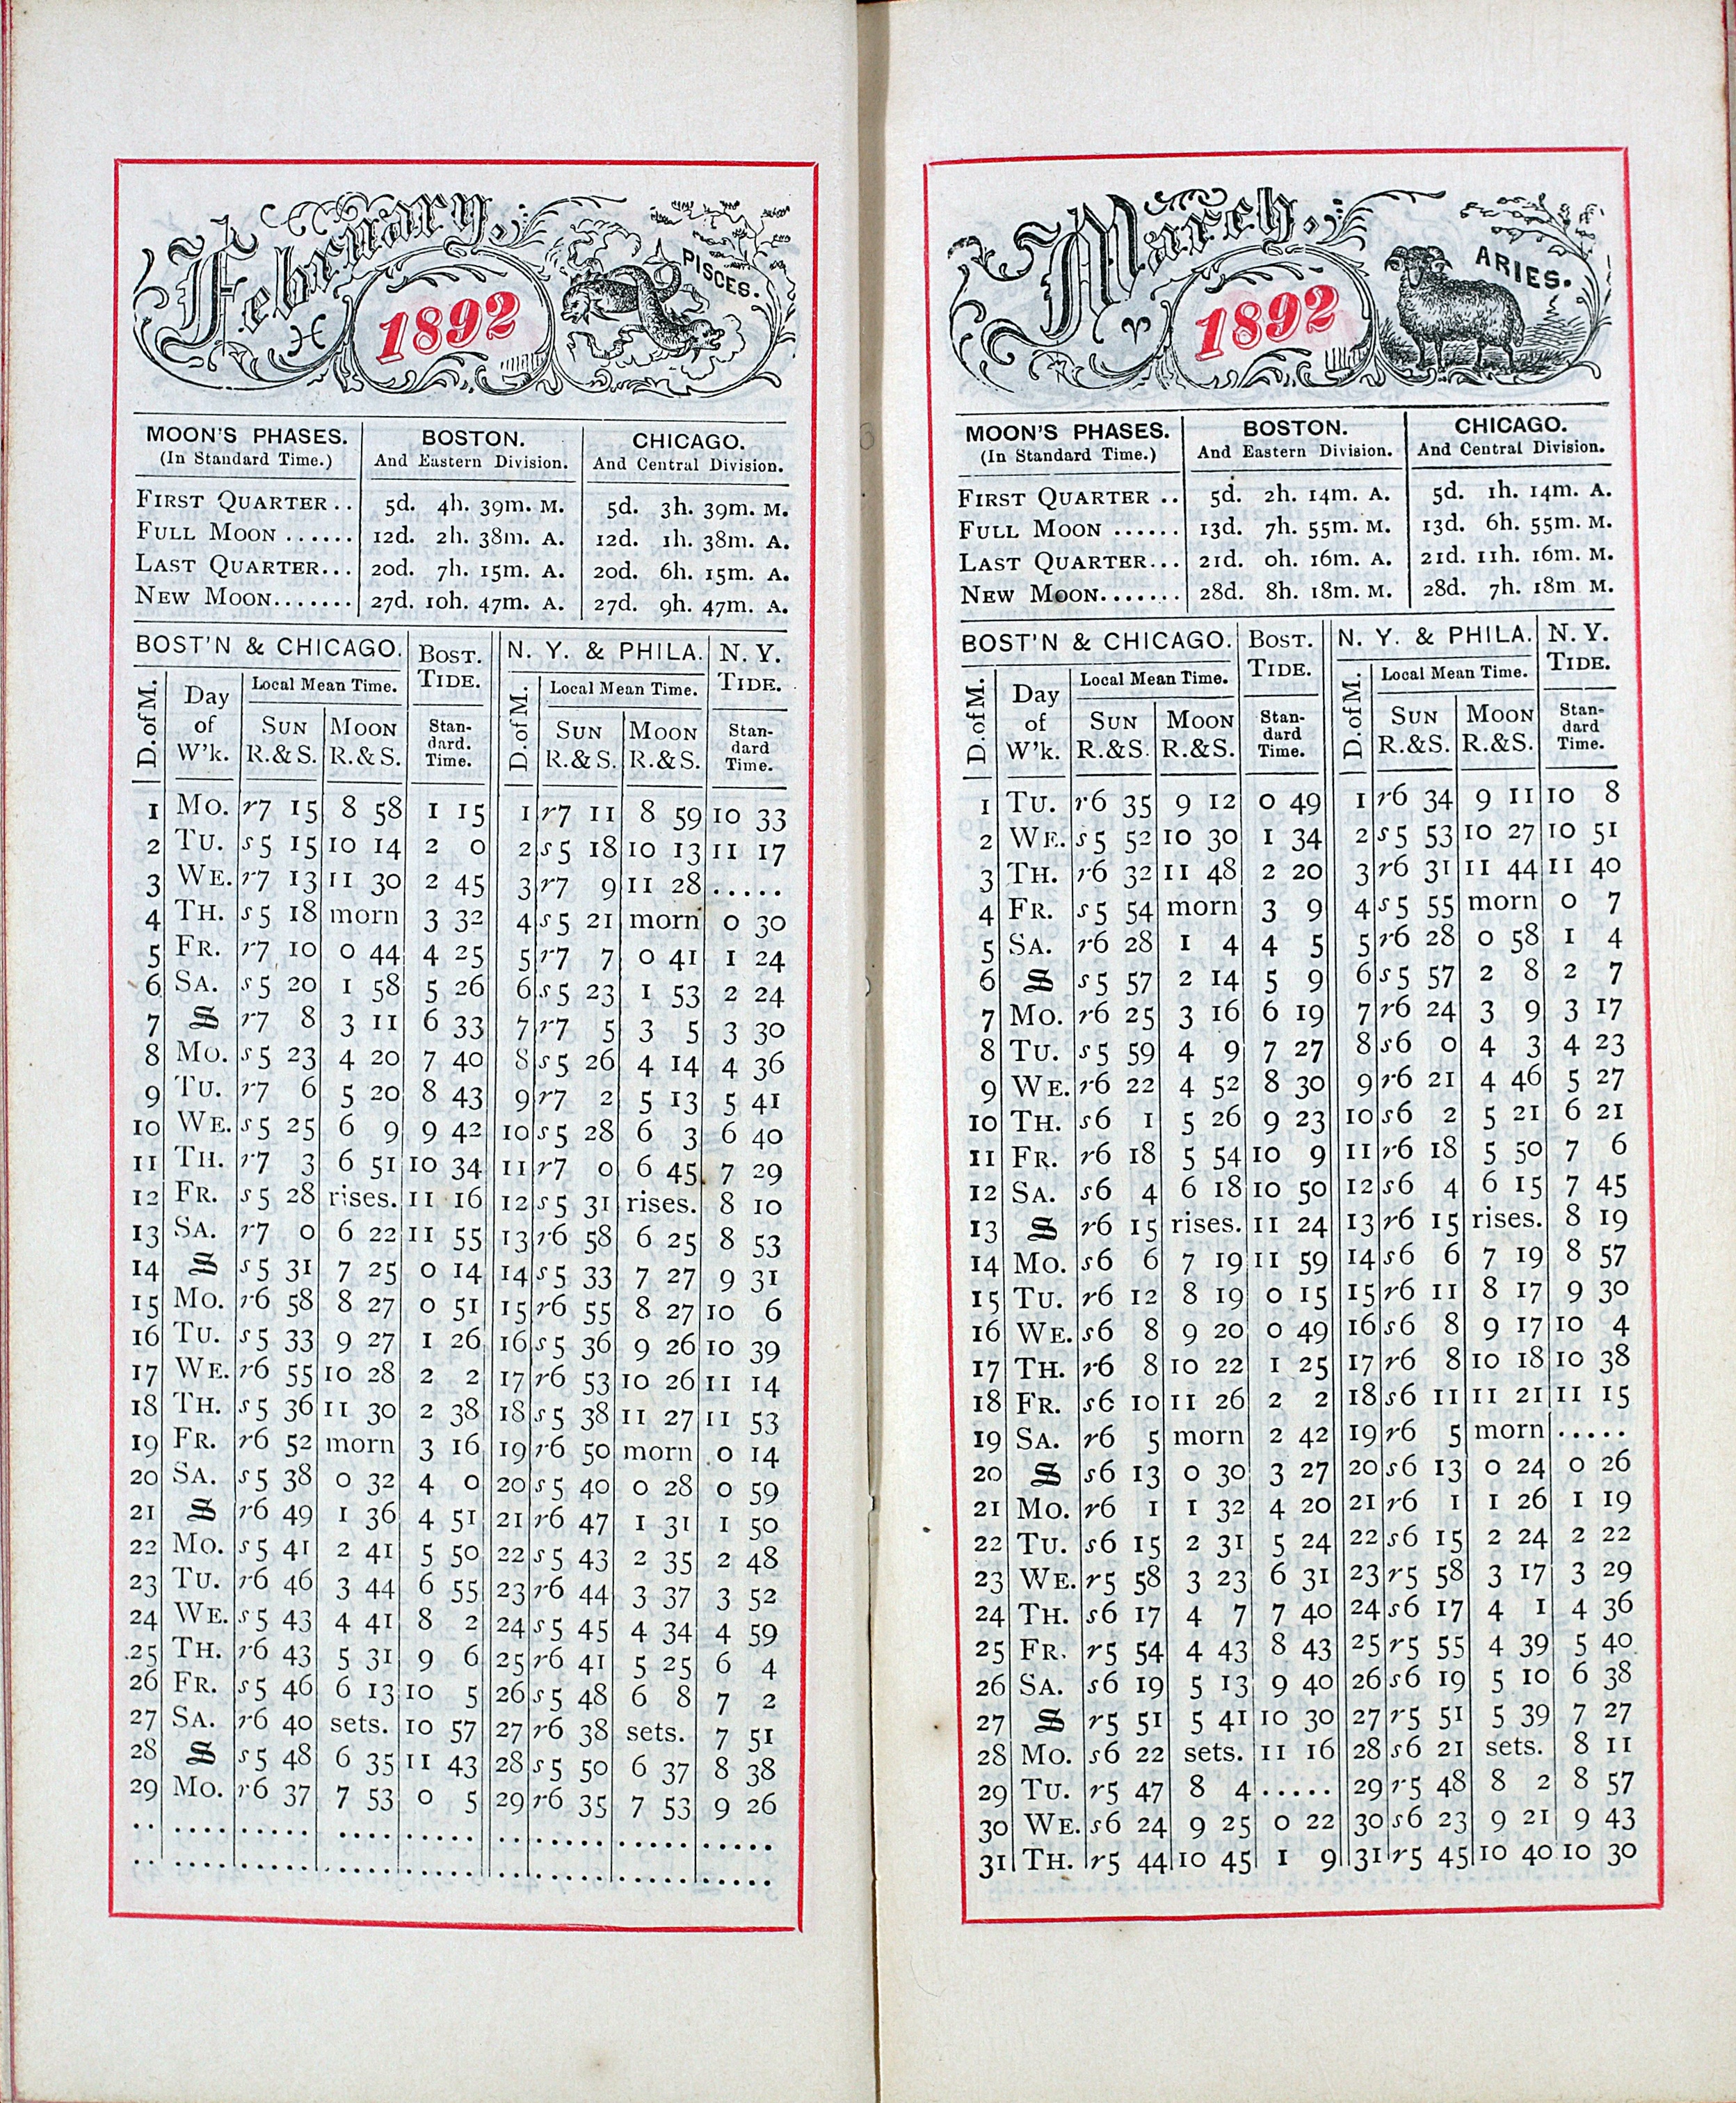 February,
PISCES.
♓
1892
MOON'S PHASES. BOSTON. CHICAGO.
(In Standard Time.) And Eastern Division. And Central Division.
FIRST QUARTER .. 5d. 4h. 39m. M. 5d. 3h. 39m. M.
FULL MOON ...... 12d. 2h. 38m. A. 12d. 1h. 38m. A.
LAST QUARTER... 20d. 7h. 15m. A. 20d. 6h. 15m. A.
NEW MOON....... 27d. 10h. 47m. A. 27d. 9h. 47m. A.
BOST'N & CHICAGO. BOST. TIDE. N. Y. & PHILA. N. Y. TIDE.
D. of M. Day of W'k. Local Mean Time. Standard. Time. D. of M. Local Mean Time. Standard Time.
SUN R.&S. MOON R.&S. SUN R.&S. MOON R.&S.
1 MO. r7 15 8 58 1 15 1 r7 11 8 59 10 33
2 TU. s5 15 10 14 2 0 2 s5 18 10 13 11 17
3 WE. r7 13 11 30 2 45 3 r7 9 11 28 .....
4 TH. s5 18 morn 3 32 4 s5 21 morn 0 30
5 FR. r7 10 0 44 4 25 5 r7 7 0 41 1 24
6 SA. s5 20 1 58 5 26 6 s5 23 1 53 2 24
7 S r7 8 3 11 6 33 7 r7 5 3 5 3 30
8 MO. s5 23 4 20 7 40 8 s5 26 4 14 4 36
9 TU. r7 6 5 20 8 43 9 r7 2 5 13 5 41
10 WE. s5 25 6 9 9 42 10 s5 28 6 3 6 40
11 TH. r7 3 6 51 10 34 11 r7 0 6 45 7 29
12 FR. s5 28 rises. 11 16 12 s5 31 rises. 8 10
13 SA. r7 0 6 22 11 55 13 r6 58 6 25 8 53
14 S s5 31 7 25 0 14 14 s5 33 7 27 9 31
15 MO. r6 58 8 27 0 51 15 r6 55 8 27 10 6
16 TU. s5 33 9 27 1 26 16 s5 36 9 26 10 39
17 WE. r6 55 10 28 2 2 17 r6 53 10 26 11 14
18 TH. s5 36 11 30 2 38 18 s5 38 11 27 11 53
19 FR. r6 52 morn 3 16 19 r6 50 morn 0 14
20 SA. s5 38 0 32 4 0 20 s5 40 0 28 0 59
21 S r6 49 1 36 4 51 21 r6 47 1 31 1 50
22 MO. s5 41 2 41 5 50 22 s5 43 2 35 2 48
23 TU. r6 46 3 44 6 55 23 r6 44 3 37 3 52
24 WE. s5 43 4 41 8 2 24 s5 45 4 34 4 59
25 TH. r6 43 5 31 9 6 25 r6 41 5 25 6 4
26 FR. s5 46 6 13 10 5 26 s5 48 6 8 7 2
27 SA. r6 40 sets. 10 57 27 r6 38 sets. 7 51
28 S s5 48 6 35 11 43 28 s5 50 6 37 8 38
29 MO. r6 37 7 53 0 5 29 r6 35 7 53 9 26
March.
ARIES.
♈
1892
MOON'S PHASES. BOSTON. CHICAGO.
(In Standard Time.) And Eastern Division. And Central Division.
FIRST QUARTER .. 5d. 2h. 14m. A. 5d. 1h. 14m. A.
FULL MOON ...... 13d. 7h. 55m. M. 13d. 6h. 55m. M.
LAST QUARTER... 21d. 0h. 16m. A. 21d. 11h. 16m. M.
NEW MOON....... 28d. 8h. 18m. M. 28d. 7h. 18m M.
BOST'N & CHICAGO. BOST. TIDE. N. Y. & PHILA. N. Y. TIDE.
D. of M. Day of W'k. Local Mean Time. Standard Time. D. of M. Local Mean Time. Standard Time.
SUN R.&S. MOON R.&S. SUN R.&S. MOON R.&S.
1 TU. r6 35 9 12 0 49 1 r6 34 9 11 10 8
2 WE. s5 52 10 30 1 34 2 s5 53 10 27 10 51
3 TH. r6 32 11 48 2 20 3 r6 31 11 44 11 40
4 FR. s5 54 morn 3 9 4 s5 55 morn 0 7
5 SA. r6 28 1 4 4 5 5 r6 28 0 58 1 4
6 S s5 57 2 14 5 9 6 s5 57 2 8 2 7
7 MO. r6 25 3 16 6 19 7 r6 24 3 9 3 17
8 TU. s5 59 4 9 7 27 8 s6 0 4 3 4 23
9 WE. r6 22 4 52 8 30 9 r6 21 4 46 5 27
10 TH. s6 1 5 26 9 23 10 s6 2 5 21 6 21
11 FR. r6 18 5 54 10 9 11 r6 18 5 50 7 6
12 SA. s6 4 6 18 10 50 12 s6 4 6 15 7 45
13 S r6 15 rises. 11 24 13 r6 15 rises. 8 19
14 MO. s6 6 7 19 11 59 14 s6 6 7 19 8 57
15 TU. r6 12 8 19 0 15 15 r6 11 8 17 9 30
16 WE. s6 8 9 20 0 49 16 s6 8 9 17 10 4
17 TH. r6 8 10 22 1 25 17 r6 8 10 18 10 38
18 FR. s6 10 11 26 2 2 18 s6 11 11 21 11 15
19 SA. r6 5 morn 2 42 19 r6 5 morn .....
20 S s6 13 0 30 3 27 20 s6 13 0 24 0 26
21 MO. r6 1 1 32 4 20 21 r6 1 1 26 1 19
22 TU. s6 15 2 31 5 24 22 s6 15 2 24 2 22
23 WE. r5 58 3 23 6 31 23 r5 58 3 17 3 29
24 TH. s6 17 4 7 7 40 24 s6 17 4 1 4 36
25 FR. r5 54 4 43 8 43 25 r5 55 4 39 5 40
26 SA. s6 19 5 13 9 40 26 s6 19 5 10 6 38
27 S r5 51 5 41 10 30 27 r5 51 5 39 7 27
28 MO. s6 22 sets. 11 16 28 s6 21 sets. 8 11
29 TU. r5 47 8 4 ..... 29 r5 48 8 2 8 57
30 WE. s6 24 9 25 0 22 30 s6 23 9 21 9 43
31 TH. r5 44 10 45 1 9 31 r5 45 10 40 10 30